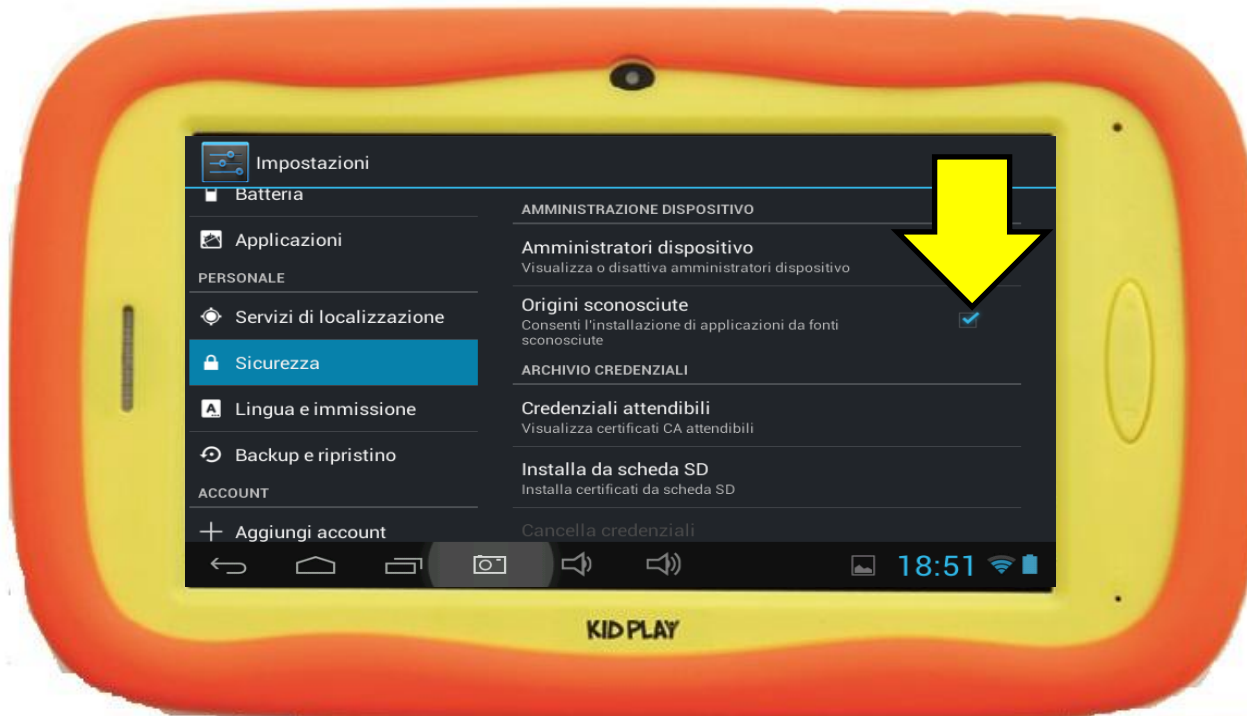 Impostazioni
Batteria
Applicazioni
PERSONALE
Servizi di localizzazione
Sicurezza
Lingua e immissione
Backup e ripristino
ACCOUNT
Aggiungi account
AMMINISTRAZIONE DISPOSITIVO
Amministratori dispositivo
Visualizza o disattiva amministratori dispositivo
Origini sconosciute
Consenti l'installazione di applicazioni da fonti
sconosciute
ARCHIVIO CREDENZIALI
Credenziali attendibili
Visualizza certificati CA attendibili
Installa da scheda SD
Installa certificati da scheda SD
Cancella credenziali
18:51
KID PLAY